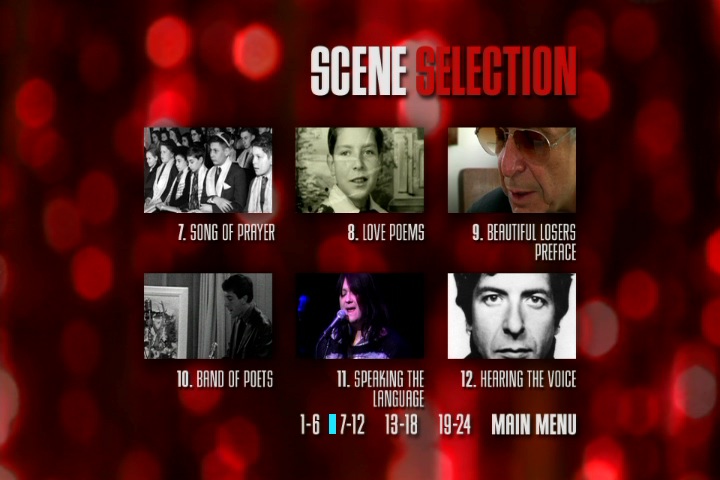 SCENE SELECTION
7. SONG OF PRAYER
8. LOVE POEMS
9. BEAUTIFUL LOSERS
PREFACE
10. BAND OF POETS
11. SPEAKING THE
LANGUAGE
12. HEARING THE VOICE
1-6 7-12 13-18 19-24 MAIN MENU